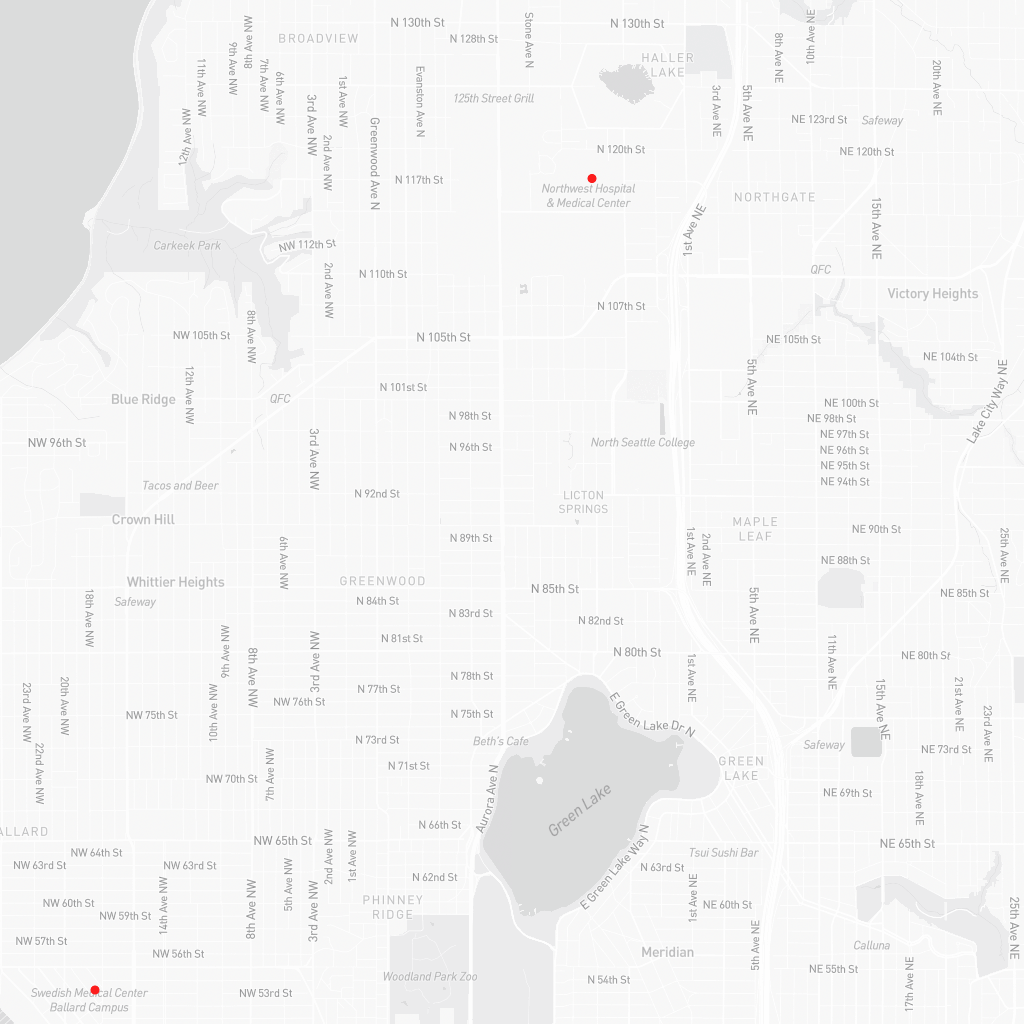 N 130th St
N 130th St
BROADVIEW
N 128th St
Stone Ave N
8th Ave NW
9th Ave NW
7th Ave NW
6th Ave NW
11th Ave NW
1st Ave NW
3rd Ave NW
Evanston Ave N
HALLER
LAKE
3rd Ave NE
5th Ave NE
8th Ave NE
10th Ave NE
20th Ave NE
125th Street Grill
12th Ave NW
2nd Ave NW
Greenwood Ave N
NE 123rd St
Safeway
N 120th St
NE 120th St
N 117th St
Northwest Hospital
& Medical Center
NORTHGATE
15th Ave NE
1st Ave NE
Carkeek Park
NW 112th St
N 110th St
2nd Ave NW
QFC
Victory Heights
N 107th St
NW 105th St
8th Ave NW
N 105th St
NE 105th St
NE 104th St
12th Ave NW
N 101st St
5th Ave NE
Lake City Way NE
Blue Ridge
QFC
NE 100th St
N 98th St
NE 98th St
NE 97th St
NW 96th St
3rd Ave NW
N 96th St
North Seattle College
NE 96th St
NE 95th St
NE 94th St
Tacos and Beer
N 92nd St
LICTON
SPRINGS
Crown Hill
MAPLE
LEAF
NE 90th St
N 89th St
1st Ave NE
2nd Ave NE
25th Ave NE
6th Ave NW
NE 88th St
Whittier Heights
GREENWOOD
N 85th St
NE 85th St
Safeway
18th Ave NW
N 84th St
N 83rd St
N 82nd St
5th Ave NE
N 81st St
9th Ave NW
8th Ave NW
3rd Ave NW
N 80th St
NE 80th St
11th Ave NE
1st Ave NE
N 78th St
N 77th St
NW 76th St
23rd Ave NW
20th Ave NW
10th Ave NW
NW 75th St
N 75th St
E Green Lake Dr N
15th Ave NE
21st Ave NE
23rd Ave NE
N 73rd St
Beth's Cafe
Safeway
NE 73rd St
22nd Ave NW
7th Ave NW
N 71st St
GREEN
LAKE
NW 70th St
Aurora Ave N
Green Lake
NE 69th St
18th Ave NE
N 66th St
ALLARD
NW 65th St
NE 65th St
2nd Ave NW
1st Ave NW
NW 64th St
Tsui Sushi Bar
NW 63rd St
NW 63rd St
5th Ave NW
E Green Lake Way N
N 63rd St
N 62nd St
1st Ave NE
NW 60th St
NE 60th St
14th Ave NW
8th Ave NW
3rd Ave NW
PHINNEY
RIDGE
NW 59th St
25th Ave NE
5th Ave NE
NW 57th St
Calluna
NW 56th St
Meridian
NE 55th St
17th Ave NE
Woodland Park Zoo
N 54th St
Swedish Medical Center
Ballard Campus
NW 53rd St